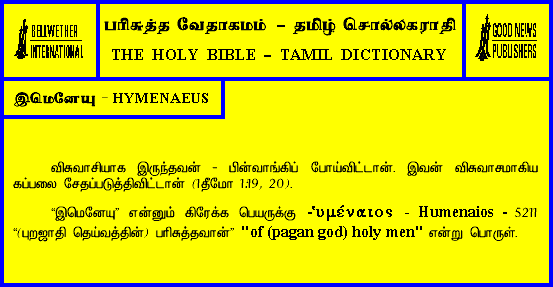 BELLWETHER
INTERNATIONAL
பரிசுத்த வேதாகமம் – தமிழ் சொல்லகராதி
THE HOLY BIBLE – TAMIL DICTIONARY
GOOD NEWS
PUBLISHERS
இமெனேயு - HYMENAEUS
விசுவாசியாக இருந்தவன் - பின்வாங்கிப் போய்விட்டான். இவன் விசுவாசமாகிய
கப்பலை சேதப்படுத்திவிட்டான் (1தீமோ 1:19, 20).
“இமெனேயு” என்னும் கிரேக்க பெயருக்கு -Ὑμέναιος - Humenaios - 5211
“(புறஜாதி தெய்வத்தின்) பரிசுத்தவான்” "of (pagan god) holy men" என்று பொருள்.